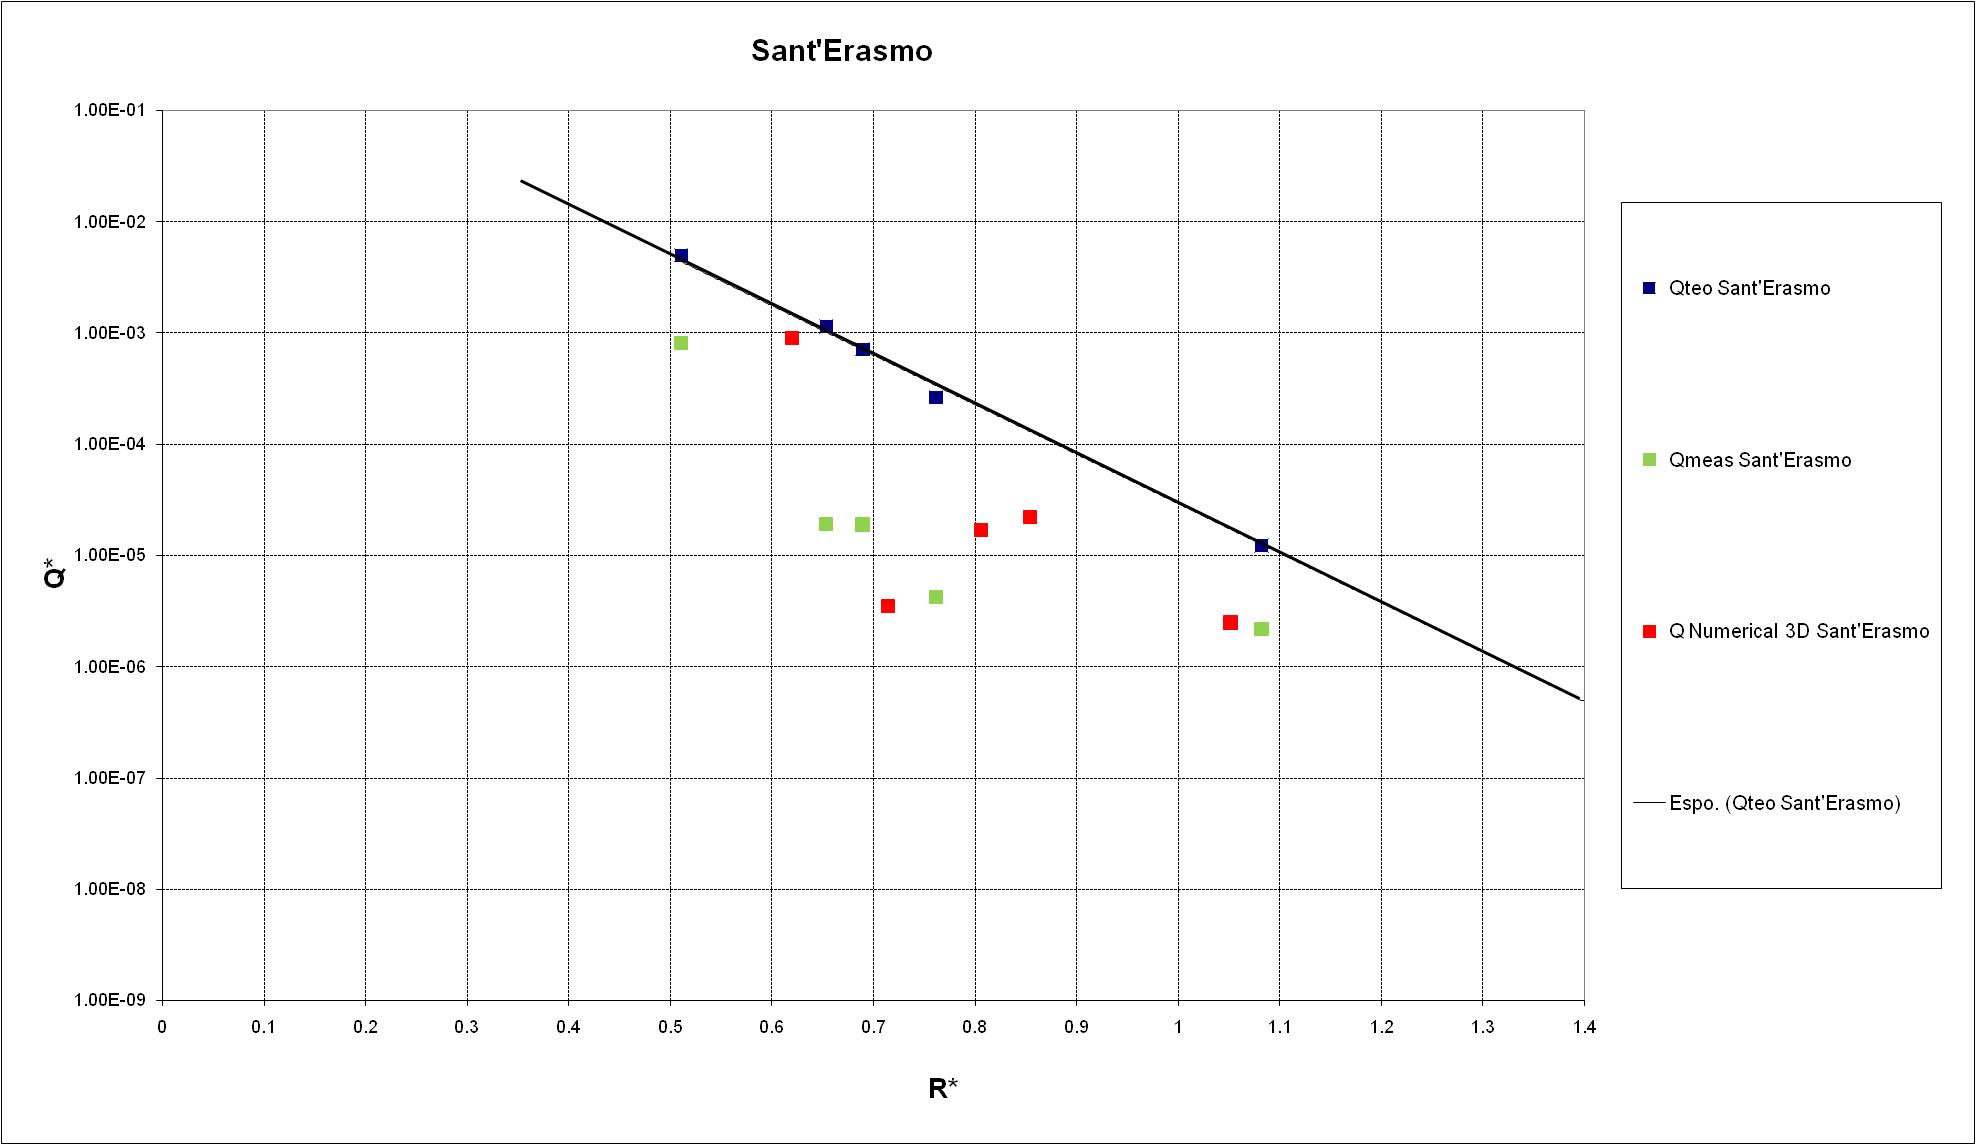 Sant'Erasmo
1.00E-01
1.00E-02
1.00E-03
1.00E-04
1.00E-05
1.00E-06
1.00E-07
1.00E-08
1.00E-09
Q*
0 0.1 0.2 0.3 0.4 0.5 0.6 0.7 0.8 0.9 1 1.1 1.2 1.3 1.4
R*
Qteo Sant'Erasmo
Qmeas Sant'Erasmo
Q Numerical 3D Sant'Erasmo
Espo. (Qteo Sant'Erasmo)